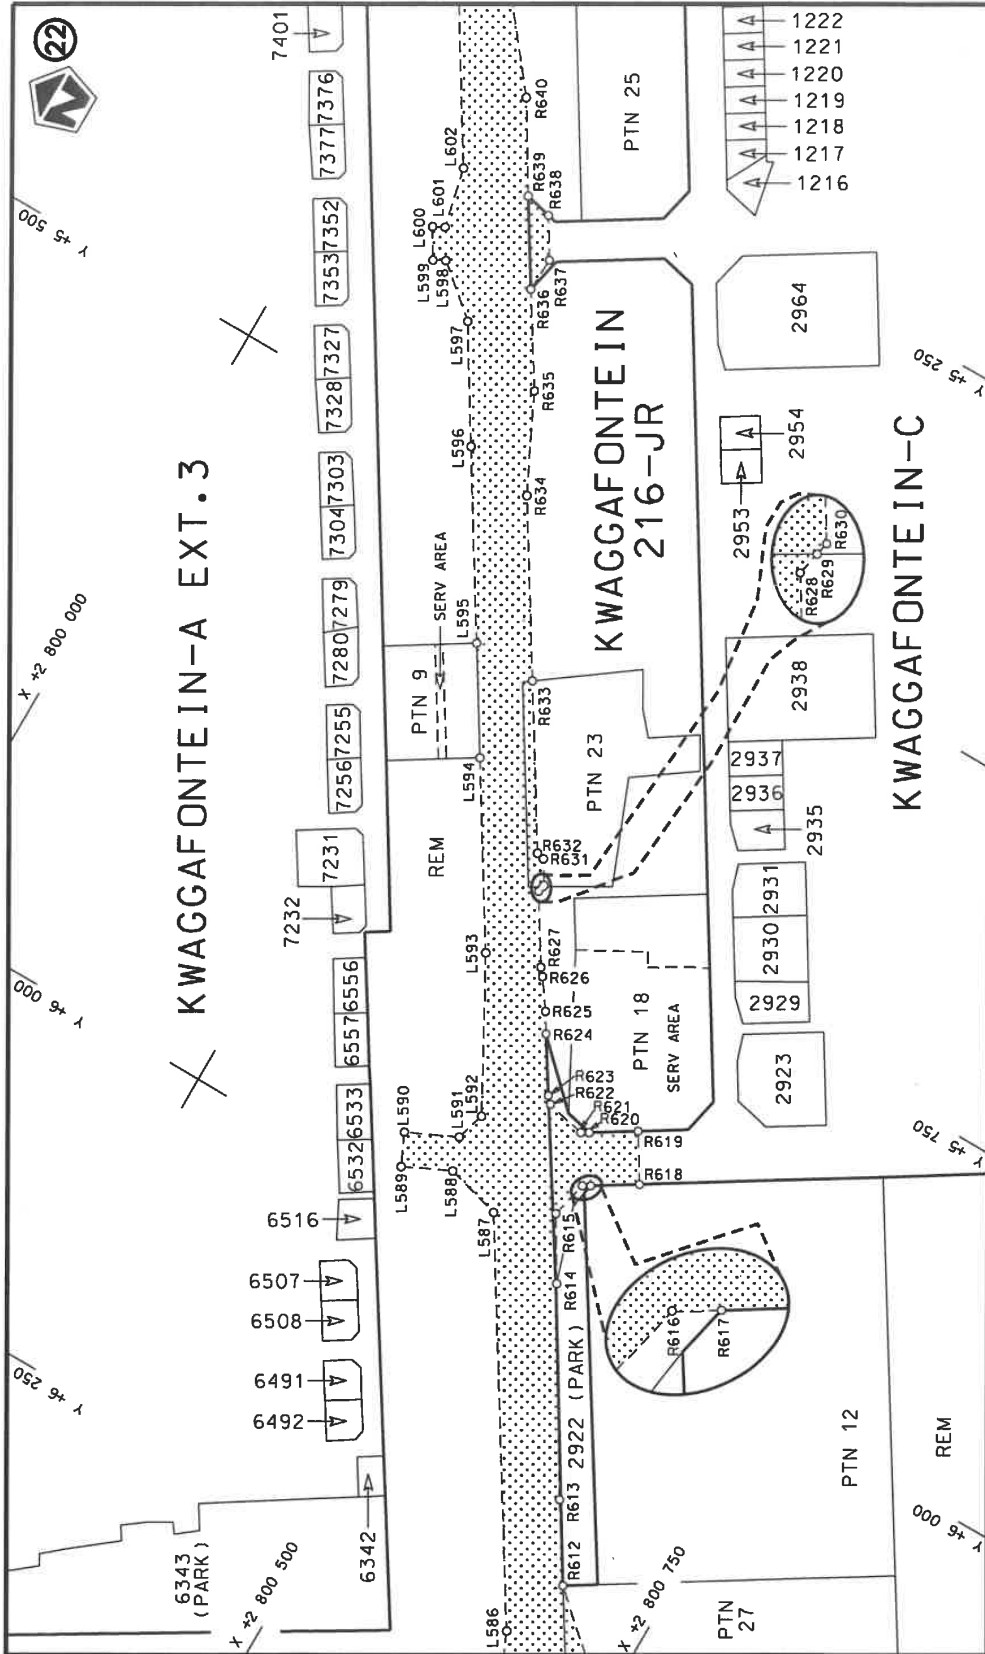 22
7401
7377 7376
7353 7352
7328 7327
7304 7303
7280 7279
7256 7255
7231
7232
6557 6556
6532 6533
6516
6507
6508
6491
6492
6342
6343
(PARK)
Y +5 500
X +2 800 000
Y +6 000
Y +6 250
X +2 800 500
KWAGGAFONTEIN-A EXT.3
L602
L601
L600
L599
L598
L597
L596
L595
L594
L593
L592
L591
L590
L589
L588
L587
L586
SERV AREA
PTN 9
REM
R640
R639
R638
R637
R636
R635
R634
R633
R632
R631
R627
R626
R625
R624
R623
R622
R621
R620
R619
R618
R615
R614
R613
R612
R616
R617
R628
R629
R630
PTN 25
KWAGGAFONTEIN
216-JR
PTN 23
PTN 18
SERV AREA
2922 (PARK)
PTN 12
PTN
27
REM
X +2 800 750
Y +6 000
Y +5 750
Y +5 250
1222
1221
1220
1219
1218
1217
1216
2964
2954
2953
2938
2937
2936
2935
2931
2930
2929
2923
KWAGGAFONTEIN-C